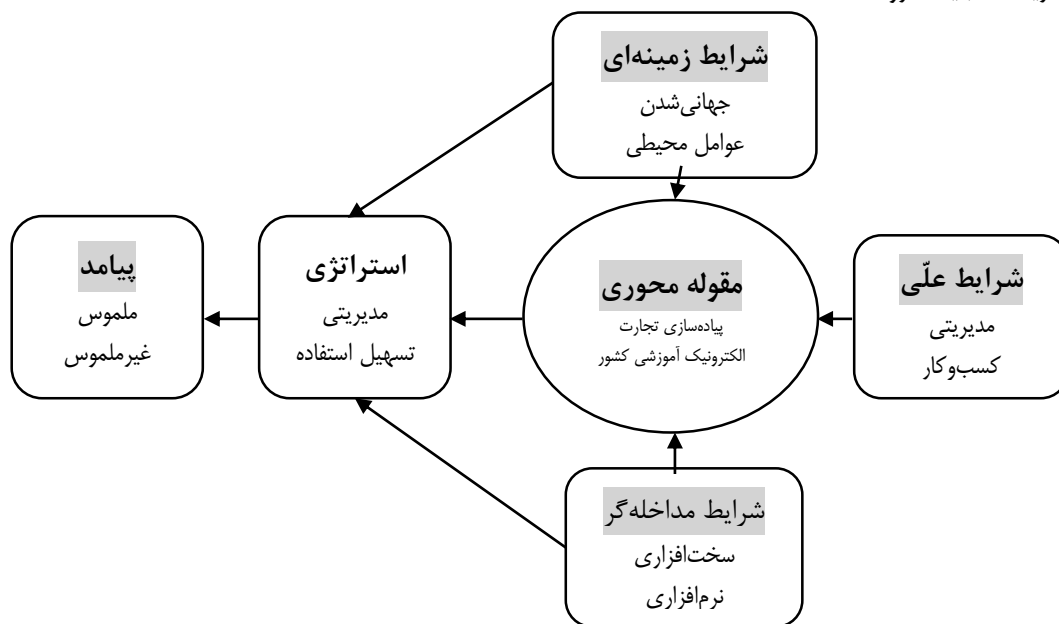 شرایط زمینه‌ای
جهانی‌شدن
عوامل محیطی
شرایط علّی
مدیریتی
کسب‌وکار
مقوله محوری
پیاده‌سازی تجارت
الکترونیک آموزشی کشور
استراتژی
مدیریتی
تسهیل استفاده
پیامد
ملموس
غیرملموس
شرایط مداخله‌گر
سخت‌افزاری
نرم‌افزاری